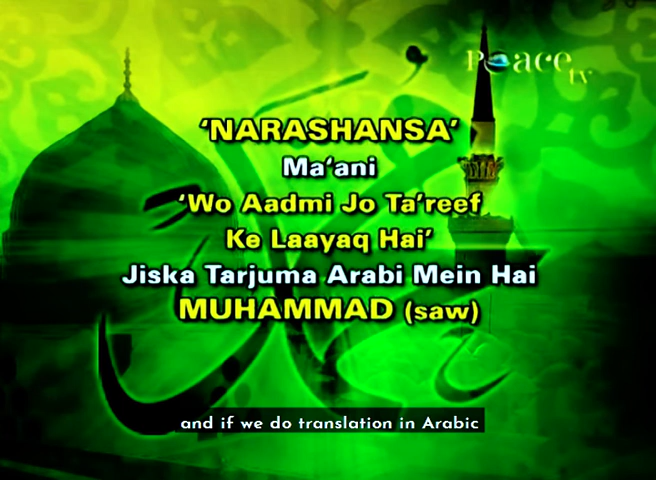 Peace tv
‘NARASHANSA’
Ma‘ani
‘Wo Aadmi Jo Ta’reef
Ke Laayaq Hai’
Jiska Tarjuma Arabi Mein Hai
MUHAMMAD (saw)
محمد
and if we do translation in Arabic